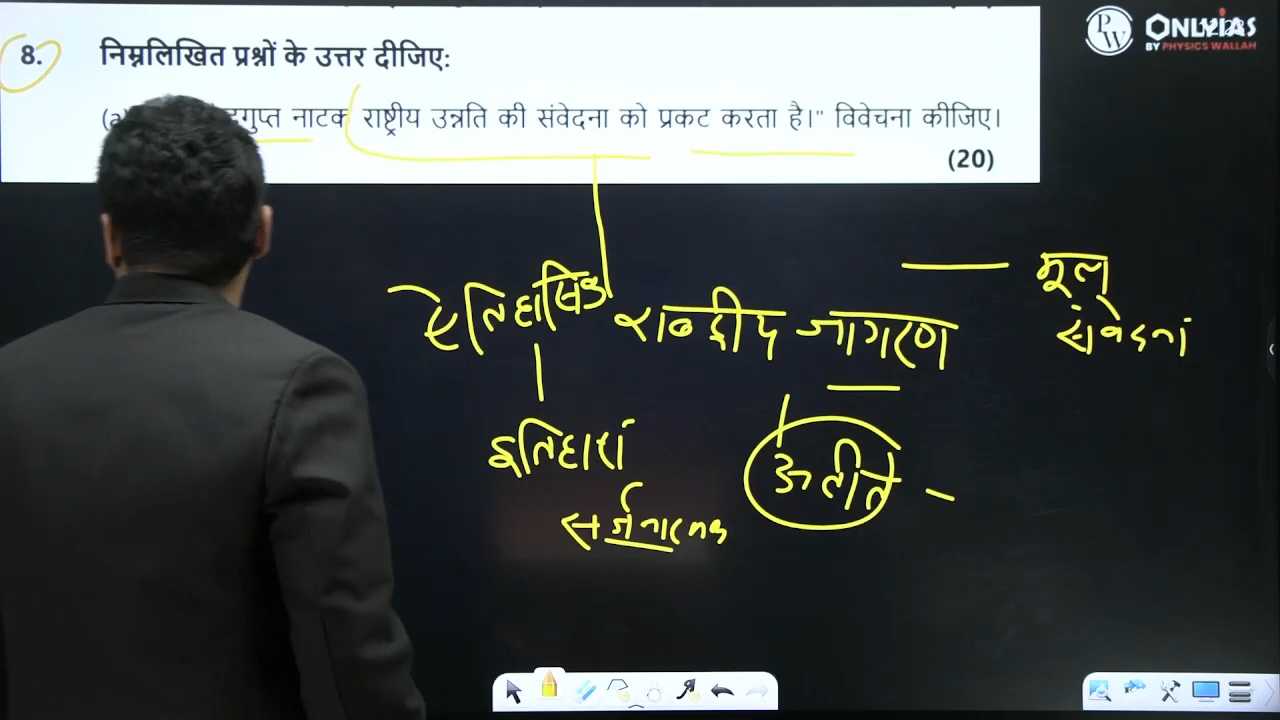 8. निम्नलिखित प्रश्नों के उत्तर दीजिए:
(a) नाटक राष्ट्रीय उन्नति की संवेदना को प्रकट करता है।" विवेचना कीजिए।
(20)
PW ONLYIAS
BY PHYSICS WALLAH
ऐतिहासिक राष्ट्रीय जागरण — मूल
संवेदना
इतिहास
अतीत -
सर्जनात्मक